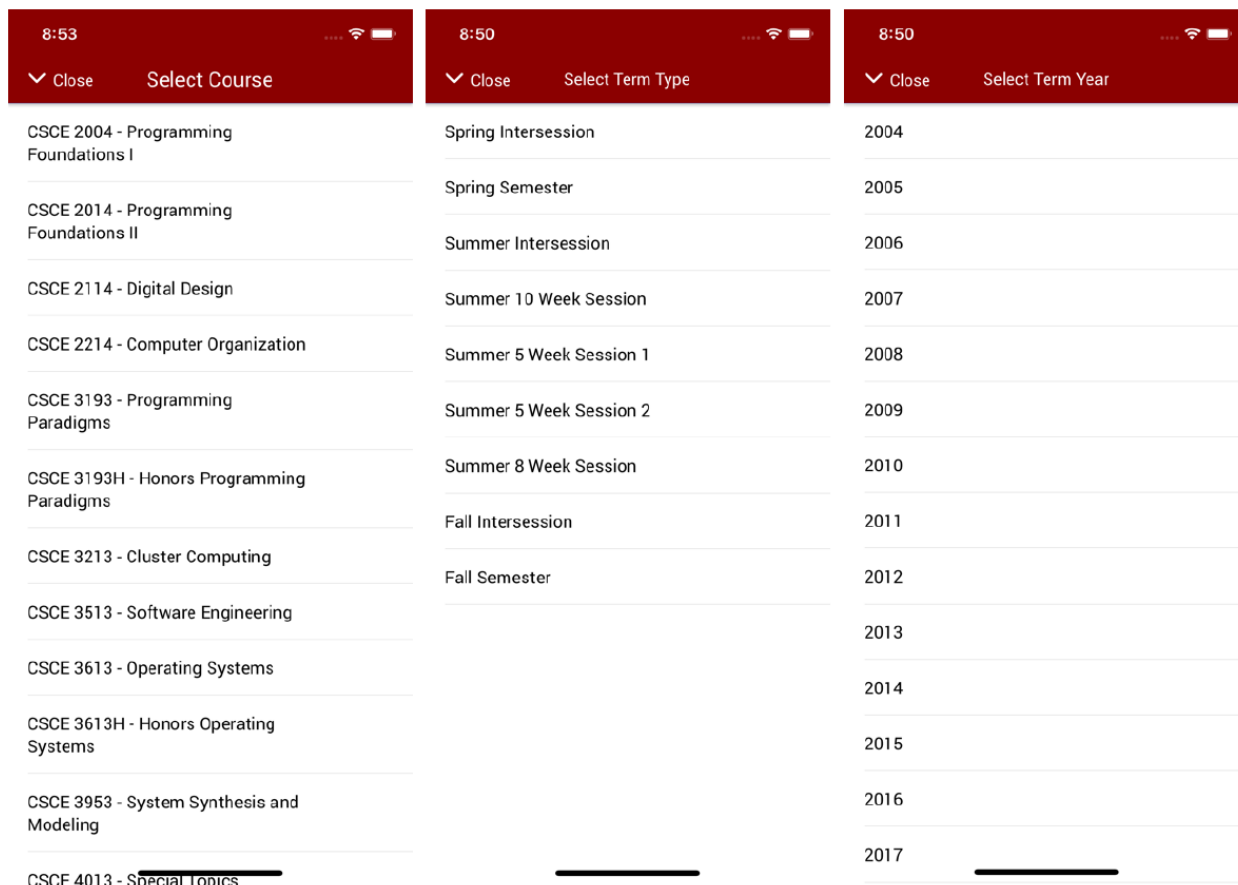 8:53
Close
Select Course
CSCE 2004 - Programming
Foundations I
CSCE 2014 - Programming
Foundations II
CSCE 2114 - Digital Design
CSCE 2214 - Computer Organization
CSCE 3193 - Programming
Paradigms
CSCE 3193H - Honors Programming
Paradigms
CSCE 3213 - Cluster Computing
CSCE 3513 - Software Engineering
CSCE 3613 - Operating Systems
CSCE 3613H - Honors Operating
Systems
CSCE 3953 - System Synthesis and
Modeling
CSCE 4013 - Special Topics
8:50
Close
Select Term Type
Spring Intersession
Spring Semester
Summer Intersession
Summer 10 Week Session
Summer 5 Week Session 1
Summer 5 Week Session 2
Summer 8 Week Session
Fall Intersession
Fall Semester
8:50
Close
Select Term Year
2004
2005
2006
2007
2008
2009
2010
2011
2012
2013
2014
2015
2016
2017